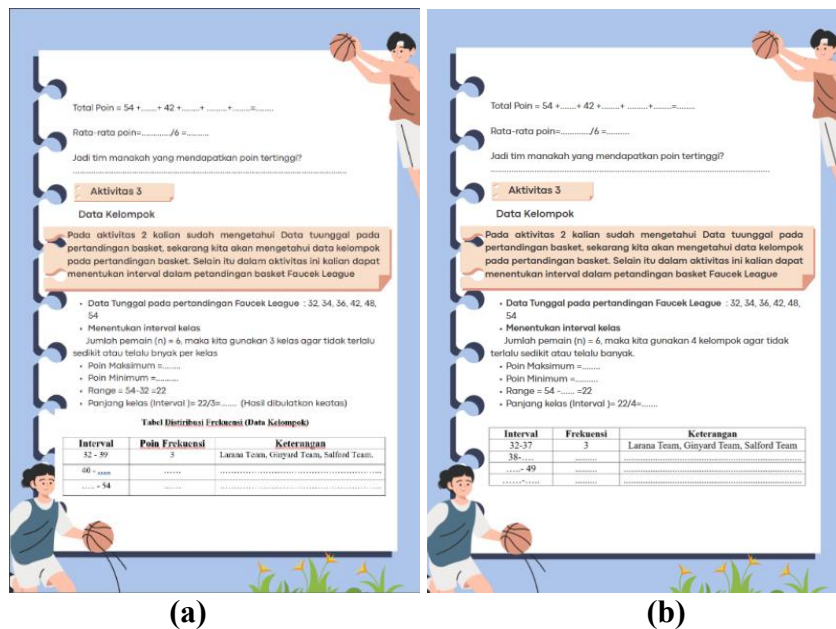 Total Poin = 54 +.......+ 42 +........+ .........+........=........
Rata-rata poin=............../6 =..........
Jadi tim manakah yang mendapatkan poin tertinggi?
Aktivitas 3
Data Kelompok
Pada aktivitas 2 kalian sudah mengetahui Data tuunggal pada
pertandingan basket, sekarang kita akan mengetahui data kelompok
pada pertandingan basket. Selain itu dalam aktivitas ini kalian dapat
menentukan interval dalam petandingan basket Faucek League
• Data Tunggal pada pertandingan Faucek League : 32, 34, 36, 42, 48,
54
• Menentukan interval kelas
Jumlah pemain (n) = 6, maka kita gunakan 3 kelas agar tidak terlalu
sedikit atau telalu bnyak per kelas
• Poin Maksimum =........
• Poin Minimum =..........
• Range = 54-32 =22
• Panjang kelas (Interval )= 22/3=....... (Hasil dibulatkan keatas)
Tabel Distiribusi Frekuensi (Data Kelompok)
Interval Poin Frekuensi Keterangan
32 - 39 3 Larana Team, Ginyard Team, Salford Team.
40 - .....  ...... ......................................................
..... - 54 ...... ......................................................
(a)
Total Poin = 54 +.......+ 42 +........+ .........+........=........
Rata-rata poin=............../6 =..........
Jadi tim manakah yang mendapatkan poin tertinggi?
Aktivitas 3
Data Kelompok
Pada aktivitas 2 kalian sudah mengetahui Data tuunggal pada
pertandingan basket, sekarang kita akan mengetahui data kelompok
pada pertandingan basket. Selain itu dalam aktivitas ini kalian dapat
menentukan interval dalam petandingan basket Faucek League
• Data Tunggal pada pertandingan Faucek League : 32, 34, 36, 42, 48,
54
• Menentukan interval kelas
Jumlah pemain (n) = 6, maka kita gunakan 4 kelompok agar tidak
terlalu sedikit atau telalu banyak.
• Poin Maksimum =........
• Poin Minimum =.........
• Range = 54 -...... =22
• Panjang kelas (Interval )= 22/4=.......
Interval Frekuensi Keterangan
32-37 3 Larana Team, Ginyard Team, Salford Team
38-..... ......... ......................................................
.....- 49 ......... ......................................................
......-..... ......... ......................................................
(b)